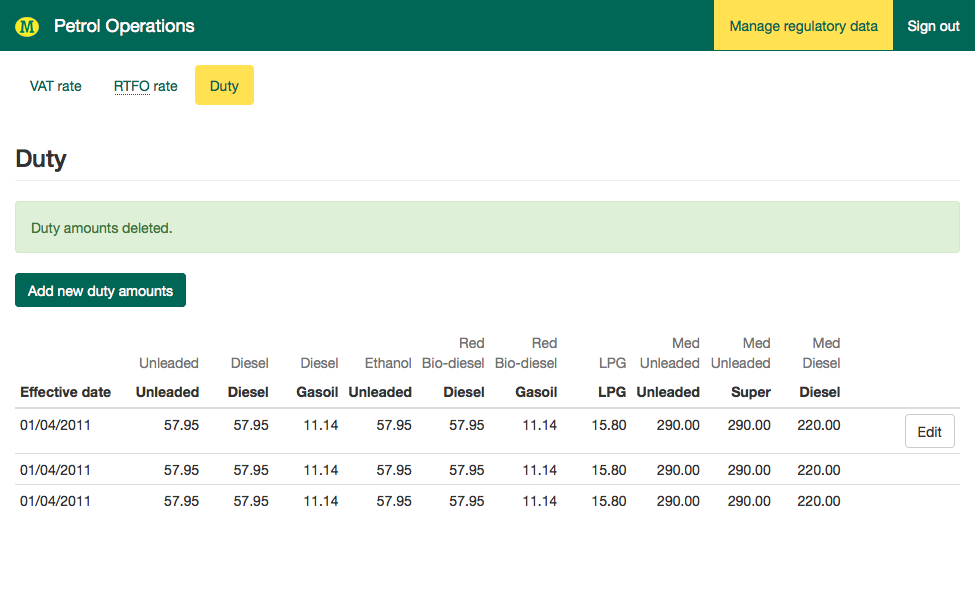 M Petrol Operations Manage regulatory data Sign out
VAT rate RTFO rate Duty
Duty
Duty amounts deleted.
Add new duty amounts
Red Red Med Med Med
Unleaded Diesel Diesel Ethanol Bio-diesel Bio-diesel LPG Unleaded Unleaded Diesel
Effective date Unleaded Diesel Gasoil Unleaded Diesel Gasoil LPG Unleaded Super Diesel
01/04/2011 57.95 57.95 11.14 57.95 57.95 11.14 15.80 290.00 290.00 220.00 Edit
01/04/2011 57.95 57.95 11.14 57.95 57.95 11.14 15.80 290.00 290.00 220.00
01/04/2011 57.95 57.95 11.14 57.95 57.95 11.14 15.80 290.00 290.00 220.00